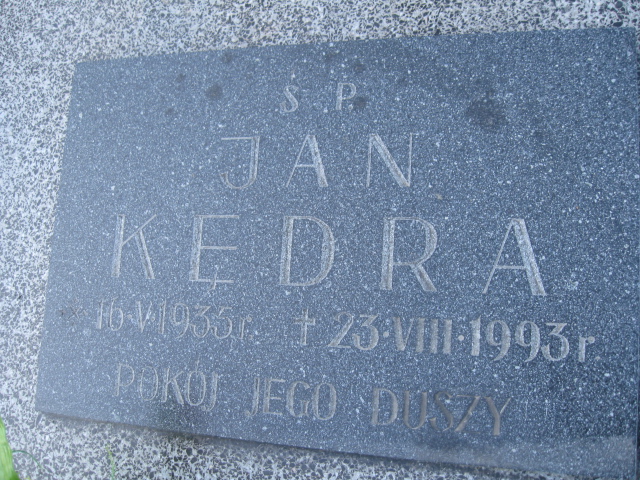 Ś. P.
JAN
KĘDRA
* 16·V·1935r. † 23·VIII·1993r
POKÓJ JEGO DUSZY